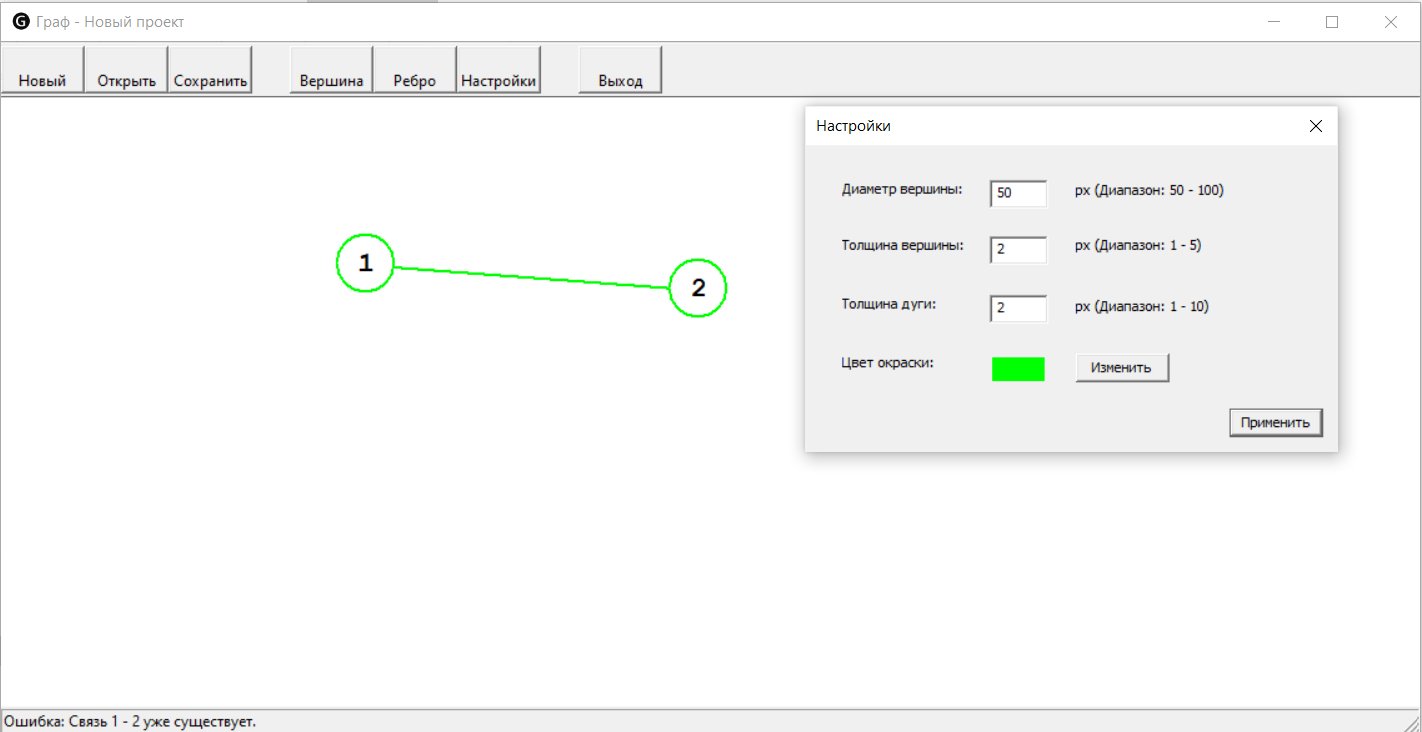 G Граф - Новый проект
Новый Открыть Сохранить Вершина Ребро Настройки Выход
Настройки
Диаметр вершины: 50 px (Диапазон: 50 - 100)
Толщина вершины: 2 px (Диапазон: 1 - 5)
Толщина дуги: 2 px (Диапазон: 1 - 10)
Цвет окраски: Изменить
Применить
1
2
Ошибка: Связь 1 - 2 уже существует.